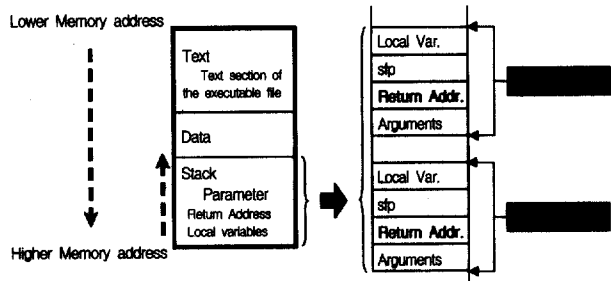 Lower Memory address
Text
Text section of
the executable file
Data
Stack
Parameter
Return Address
Local variables
Higher Memory address
Local Var.
sfp
Return Addr.
Arguments
Local Var.
sfp
Return Addr.
Arguments